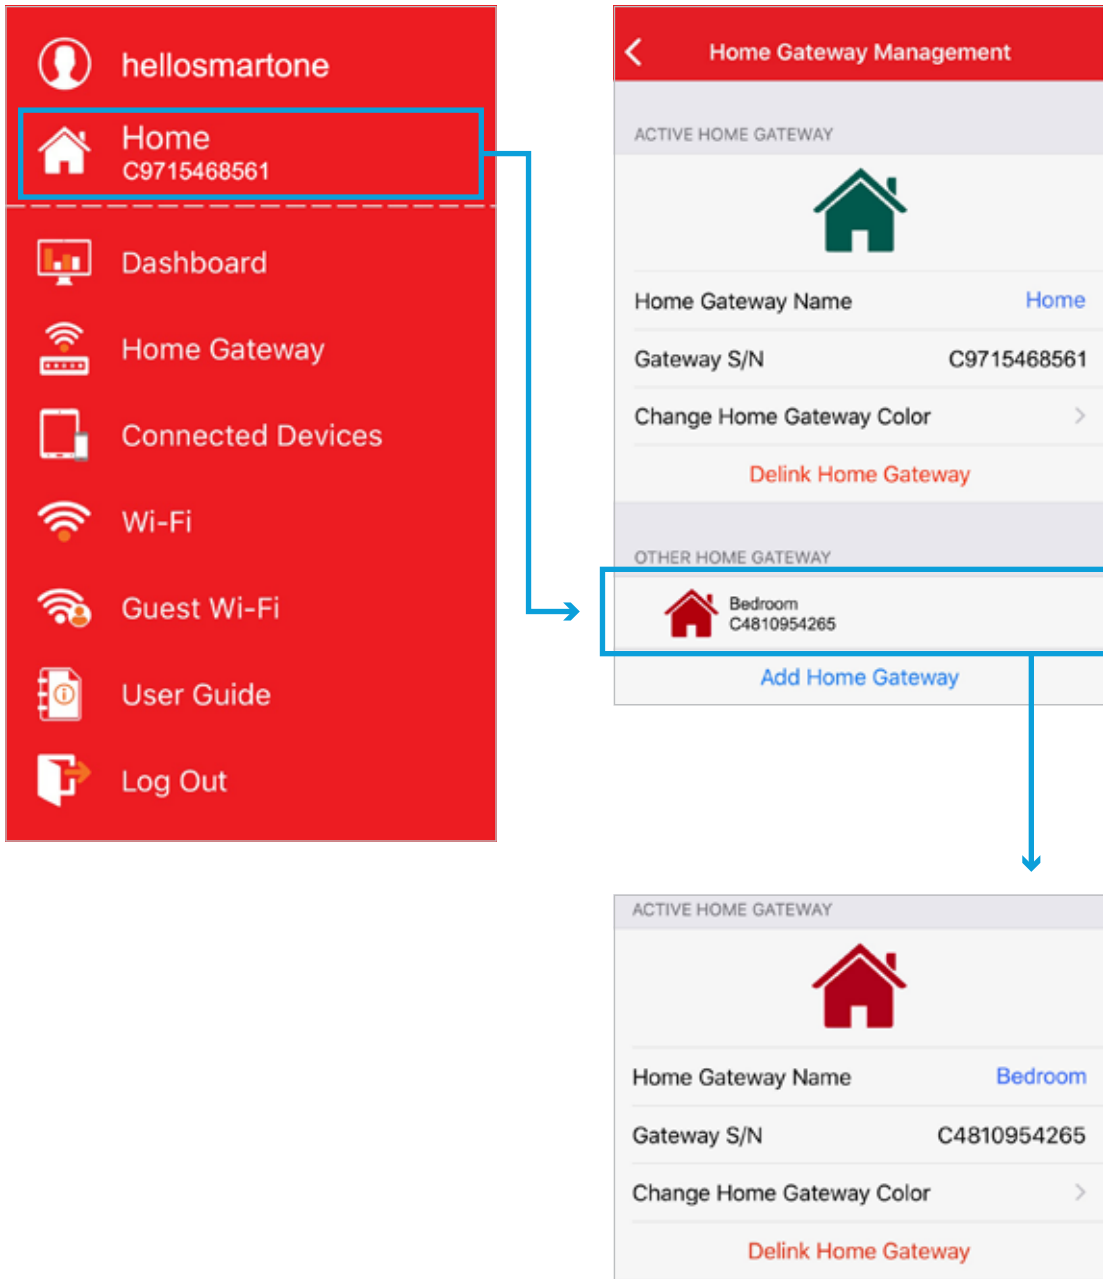 hellosmartone
Home
C9715468561
Dashboard
Home Gateway
Connected Devices
Wi-Fi
Guest Wi-Fi
User Guide
Log Out
Home Gateway Management
ACTIVE HOME GATEWAY
Home Gateway Name Home
Gateway S/N C9715468561
Change Home Gateway Color
Delink Home Gateway
OTHER HOME GATEWAY
Bedroom
C4810954265
Add Home Gateway
ACTIVE HOME GATEWAY
Home Gateway Name Bedroom
Gateway S/N C4810954265
Change Home Gateway Color
Delink Home Gateway